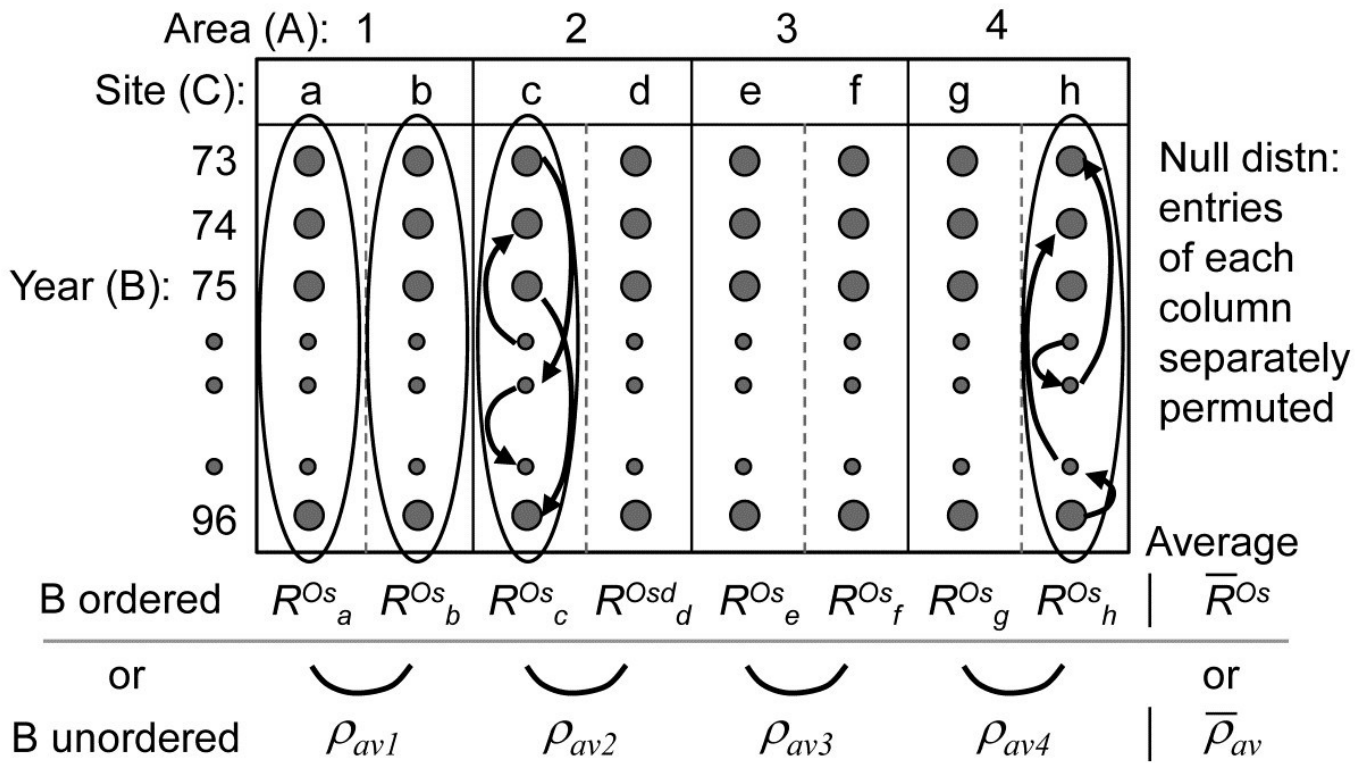 Area (A): 1 2 3 4
Site (C): a b c d e f g h
73
74
Year (B): 75
96
Null distn:
entries
of each
column
separately
permuted
Average
B ordered R^Os_a R^Os_b R^Os_c R^Osd_d R^Os_e R^Os_f R^Os_g R^Os_h | R̅^Os
or or
B unordered ρ_av1 ρ_av2 ρ_av3 ρ_av4 | ρ̅_av